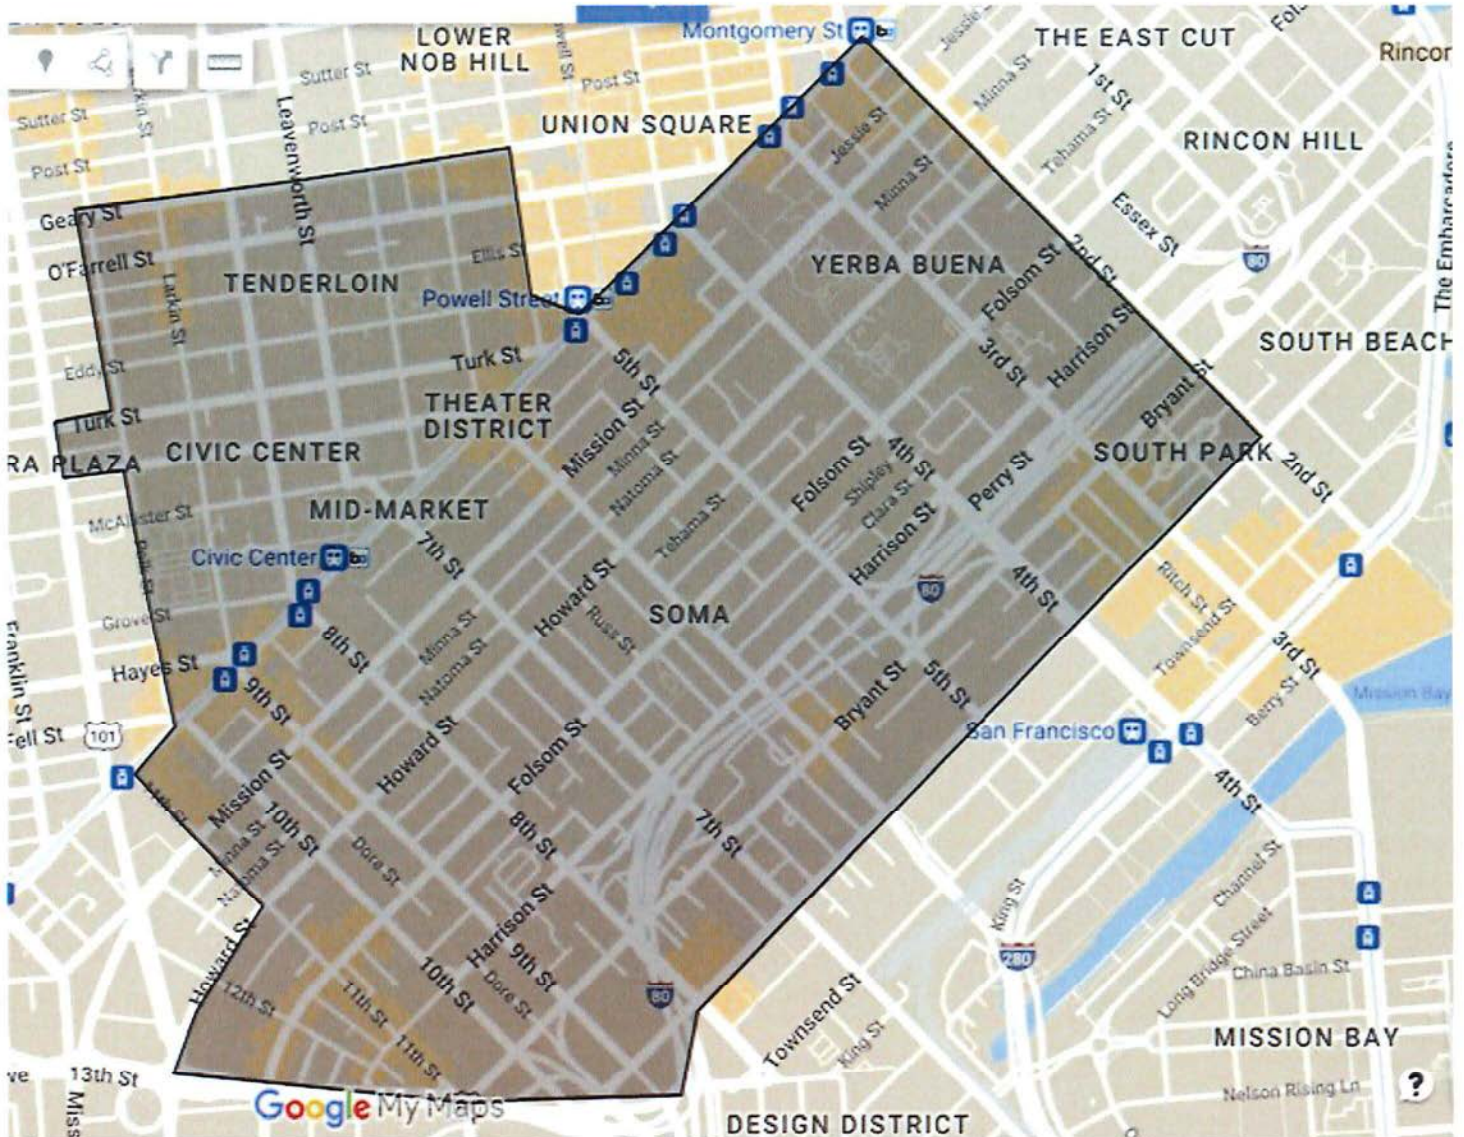 Montgomery St
LOWER
NOB HILL
THE EAST CUT
Jessie St
Rincor
Sutter St
Post St
Minna St
1st St
Tehama St
Leavenworth St
Sutter St
Post St
UNION SQUARE
Jessie St
RINCON HILL
Post St
Minna St
Essex St
The Embarcadero
Geary St
O'Farrell St
Ellis St
TENDERLOIN
YERBA BUENA
Folsom St
2nd St
80
Powell Street
Larkin St
Harrison St
SOUTH BEACH
Eddy St
Turk St
5th St
3rd St
Bryant St
THEATER
DISTRICT
Turk St
Mission St
Minna St
Natoma St
RA PLAZA
CIVIC CENTER
Folsom St
4th St
Shipley
Clara St
Perry St
SOUTH PARK
2nd St
MID-MARKET
McAllister St
Tehama St
Harrison St
Civic Center
7th St
Howard St
80
4th St
Ritch St
Grove St
8th St
Minna St
Natoma St
Russ St
SOMA
Townsend St
3rd St
Franklin St
Hayes St
9th St
Bryant St
5th St
Berry St
Mission Bay
Fell St
101
San Francisco
Howard St
Folsom St
Mission St
4th St
10th St
8th St
7th St
Natoma St
Dore St
Channel St
King St
Harrison St
9th St
Howard St
Long Bridge Street
China Basin St
280
12th St
11th St
10th St
Dore St
80
Townsend St
King St
11th St
MISSION BAY
ve
13th St
Miss
Google My Maps
Nelson Rising Ln
?
DESIGN DISTRICT